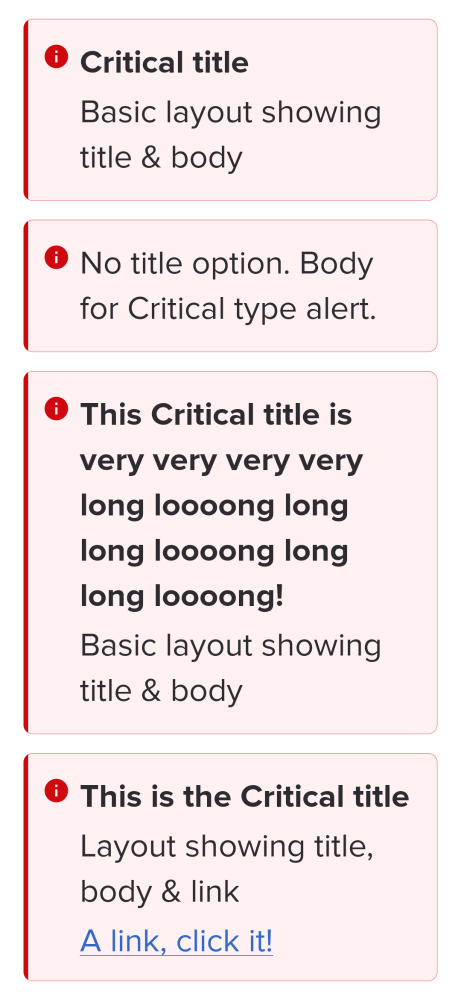 Critical title
Basic layout showing
title & body
No title option. Body
for Critical type alert.
This Critical title is
very very very very
long loooong long
long loooong long
long loooong!
Basic layout showing
title & body
This is the Critical title
Layout showing title,
body & link
A link, click it!